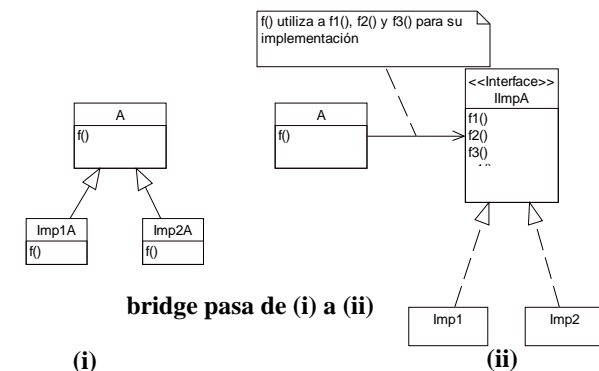 f() utiliza a f1(), f2() y f3() para su
implementación
<<Interface>>
IImpA
f1()
f2()
f3()
A
f()
A
f()
Imp1A
f()
Imp2A
f()
bridge pasa de (i) a (ii)
Imp1
Imp2
(i)
(ii)